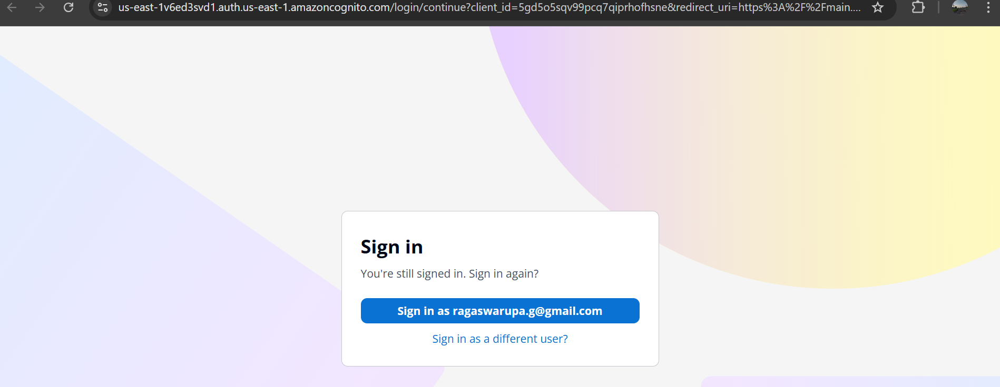 us-east-1v6ed3svd1.auth.us-east-1.amazoncognito.com/login/continue?client_id=5gd5o5sqv99pcq7qiprhofhsne&redirect_uri=https%3A%2F%2Fmain....
Sign in
You're still signed in. Sign in again?
Sign in as ragaswarupa.g@gmail.com
Sign in as a different user?